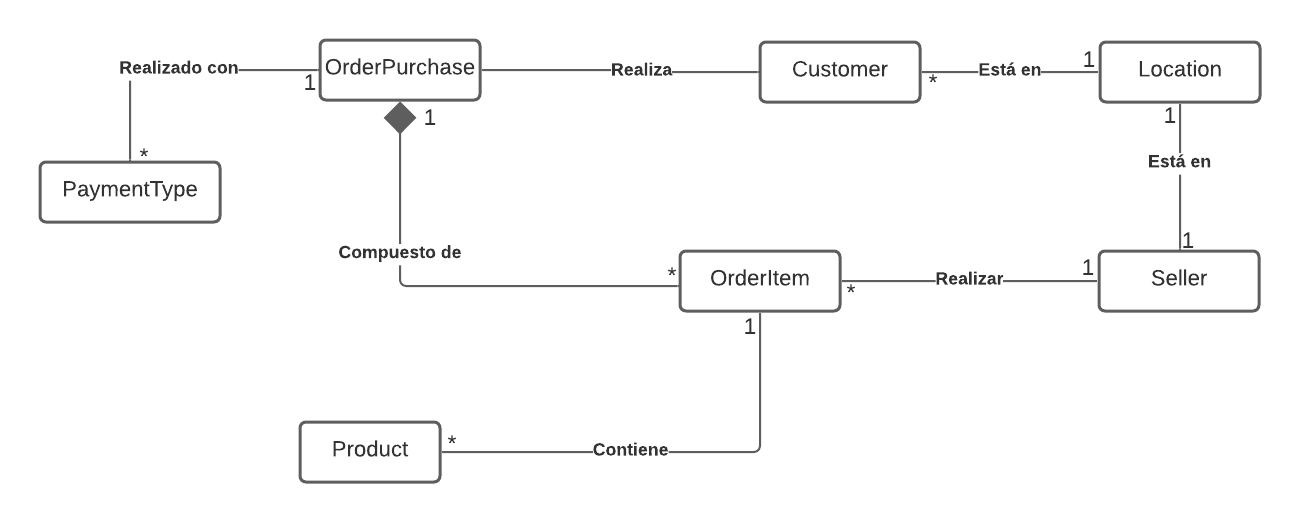 Realizado con
1
OrderPurchase
Realiza
Customer
*
Está en
1
Location
1
1
Está en
*
PaymentType
1
Compuesto de
*
OrderItem
*
Realizar
1
Seller
1
Product
*
Contiene